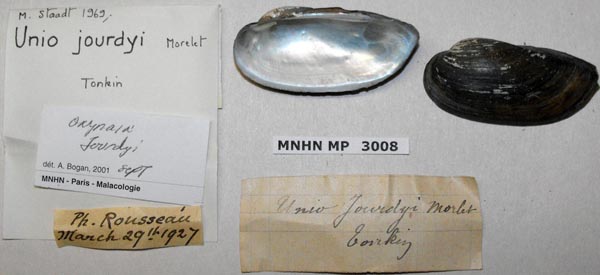 M. Staadt 1969,
Unio jourdyi Morelet
Tonkin
Jourdyi
dét. A. Bogan, 2001
MNHN - Paris - Malacologie
Ph. Rousseau
March 29th 1927
MNHN MP 3008
Unio Jourdyi Morlet
Tonkin